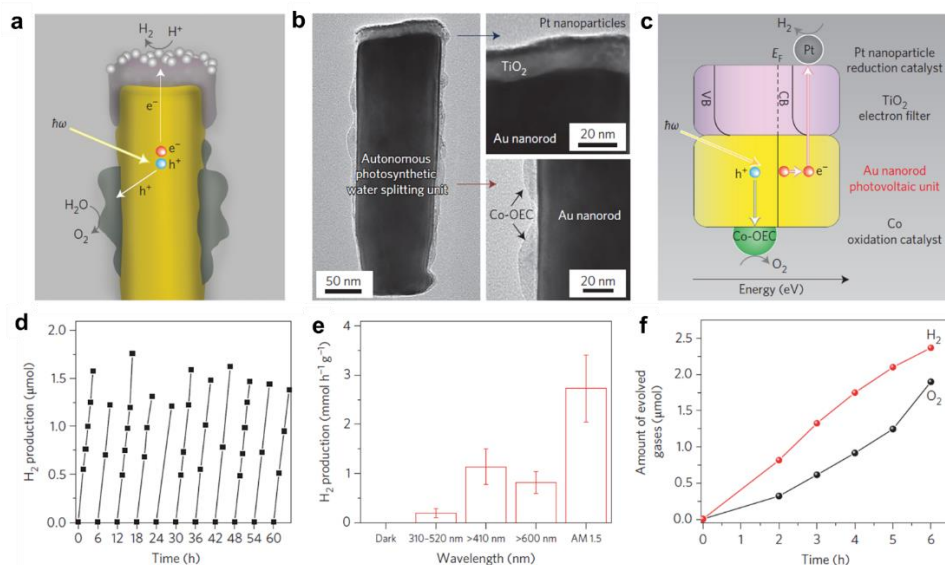 a
H2 H+
e−
ħω
e−
h+
h+
H2O
O2
b
Autonomous
photosynthetic
water splitting unit
50 nm
Pt nanoparticles
TiO2
Au nanorod
20 nm
Co-OEC
Au nanorod
20 nm
c
H2
Pt
EF
VB
CB
ħω
h+
e−
Co-OEC
O2
Energy (eV)
Pt nanoparticle
reduction catalyst
TiO2
electron filter
Au nanorod
photovoltaic unit
Co
oxidation catalyst
d
H2 production (μmol)
2.0
1.5
1.0
0.5
0.0
0 6 12 18 24 30 36 42 48 54 60
Time (h)
e
H2 production (mmol h−1 g−1)
4
3
2
1
0
Dark 310–520 nm >410 nm >600 nm AM 1.5
Wavelength (nm)
f
Amount of evolved
gases (μmol)
2.5
2.0
1.5
1.0
0.5
0.0
H2
O2
0 1 2 3 4 5 6
Time (h)